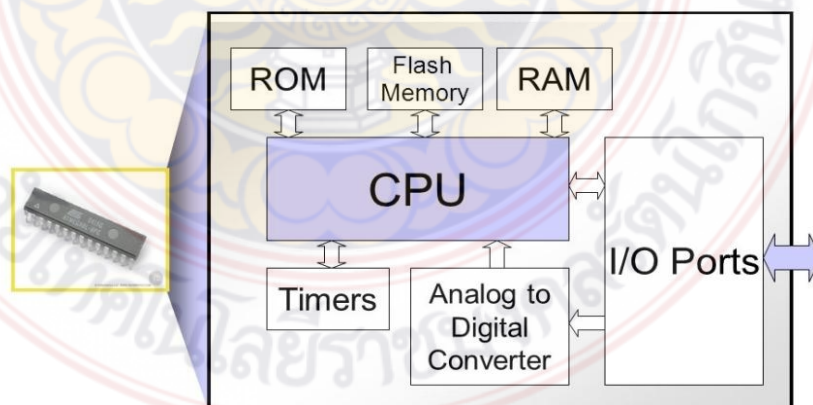 ROM
Flash
Memory
RAM
CPU
I/O Ports
Timers
Analog to
Digital
Converter